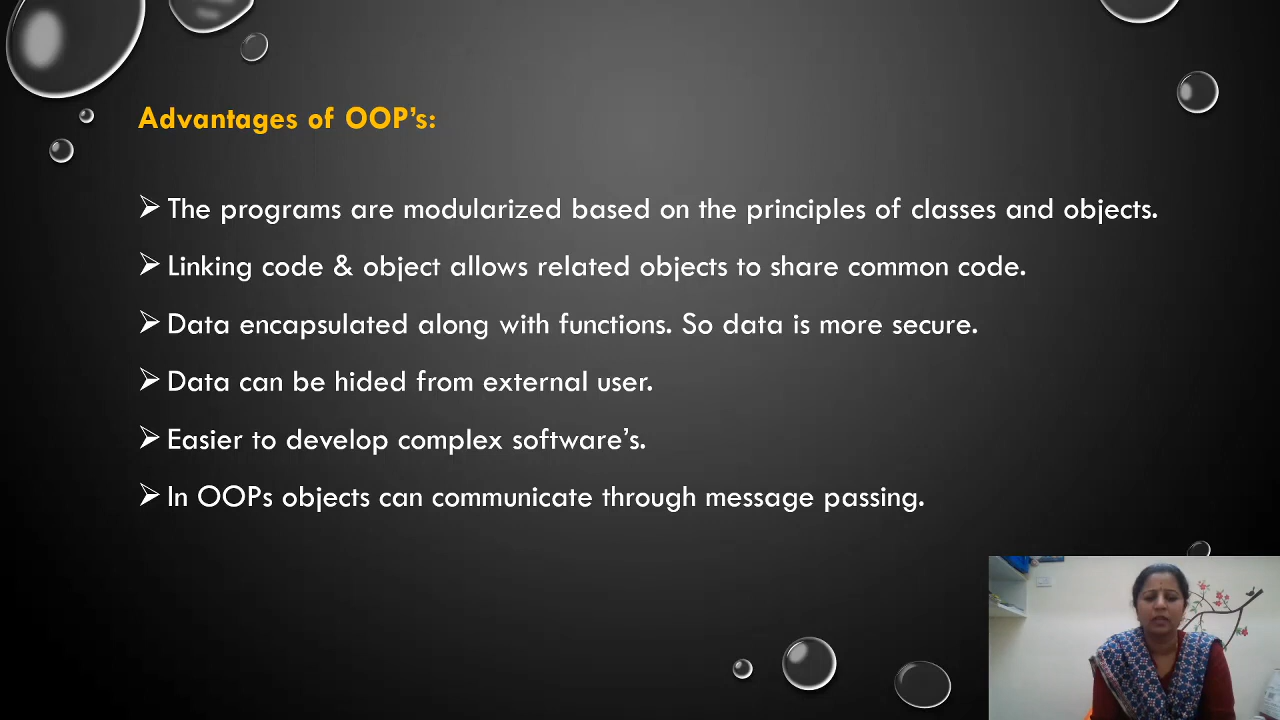 Advantages of OOP’s:
The programs are modularized based on the principles of classes and objects.
Linking code & object allows related objects to share common code.
Data encapsulated along with functions. So data is more secure.
Data can be hided from external user.
Easier to develop complex software’s.
In OOPs objects can communicate through message passing.